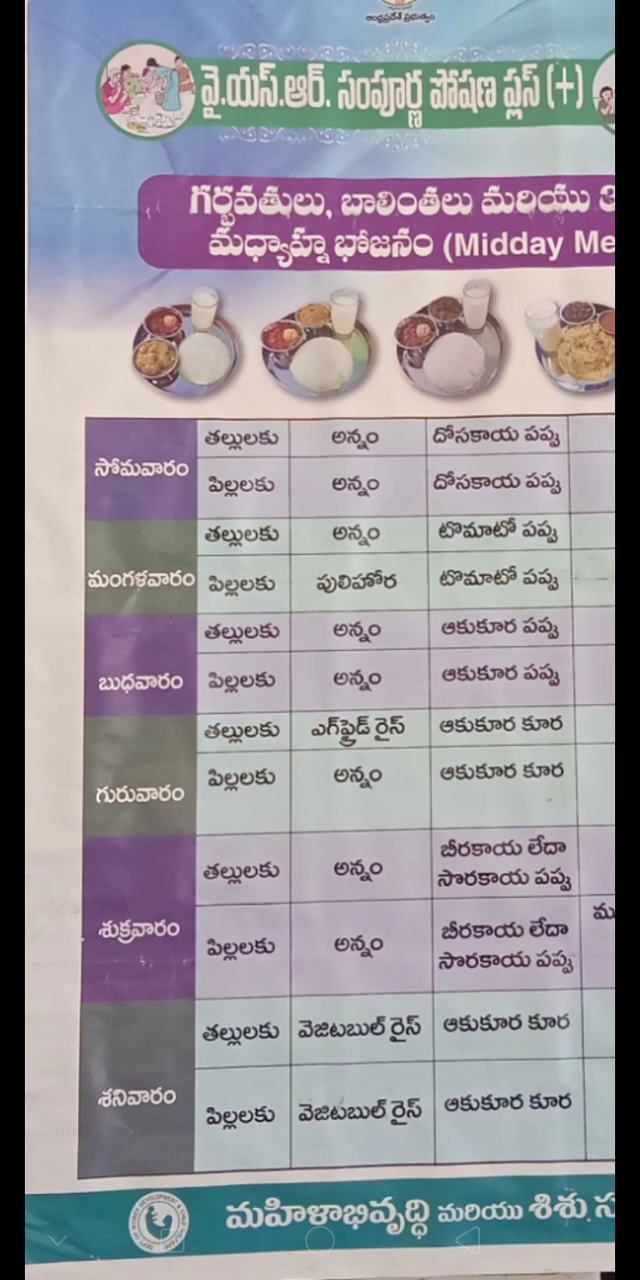 ఆంధ్రప్రదేశ్ ప్రభుత్వం
వై.యస్.ఆర్. సంపూర్ణ పోషణ ప్లస్ (+)
గర్భవతులు, బాలింతలు మరియు
మధ్యాహ్న భోజనం (Midday Me
సోమవారం తల్లులకు అన్నం దోసకాయ పప్పు
పిల్లలకు అన్నం దోసకాయ పప్పు
మంగళవారం తల్లులకు అన్నం టొమాటో పప్పు
పిల్లలకు పులిహోర టొమాటో పప్పు
బుధవారం తల్లులకు అన్నం ఆకుకూర పప్పు
పిల్లలకు అన్నం ఆకుకూర పప్పు
గురువారం తల్లులకు ఎగ్‌ఫ్రైడ్ రైస్ ఆకుకూర కూర
పిల్లలకు అన్నం ఆకుకూర కూర
శుక్రవారం తల్లులకు అన్నం బీరకాయ లేదా
సొరకాయ పప్పు
మ
పిల్లలకు అన్నం బీరకాయ లేదా
సొరకాయ పప్పు
శనివారం తల్లులకు వెజిటబుల్ రైస్ ఆకుకూర కూర
పిల్లలకు వెజిటబుల్ రైస్ ఆకుకూర కూర
మహిళాభివృద్ధి మరియు శిశు స